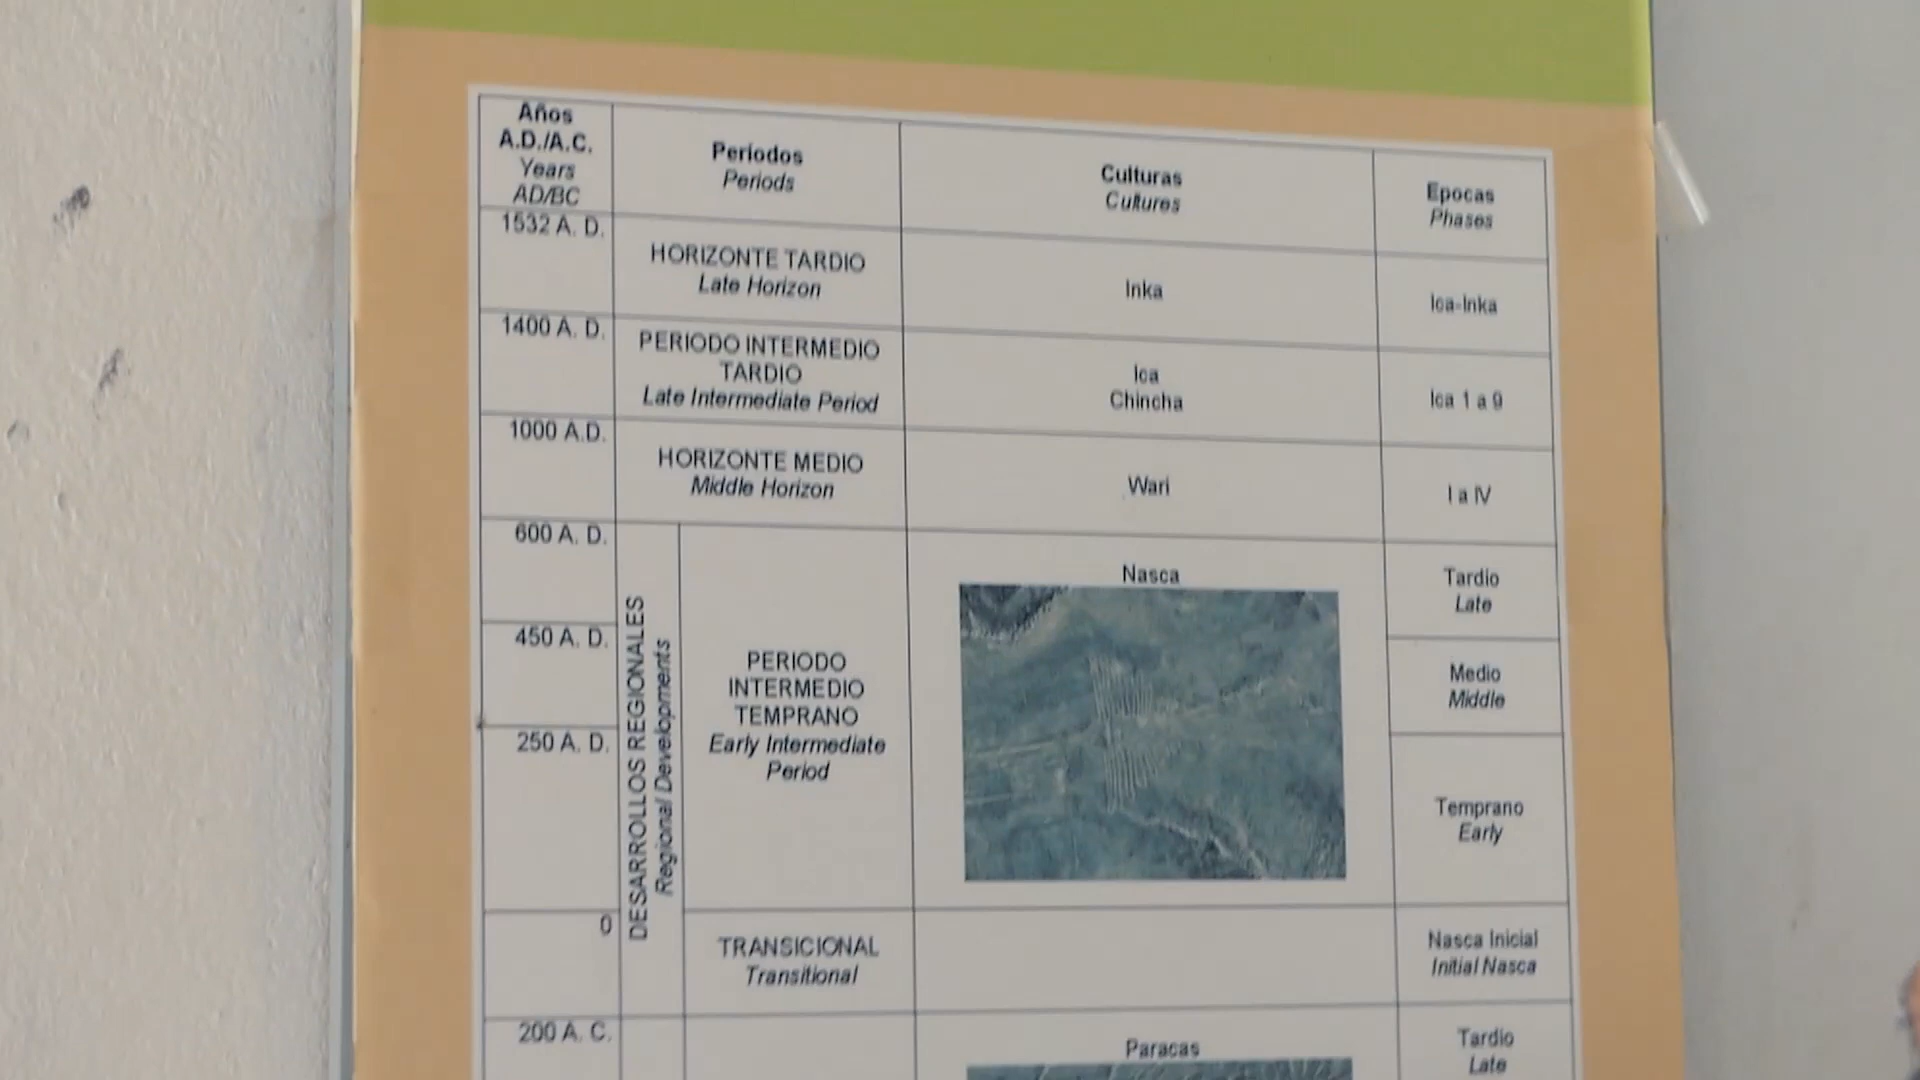 Años
A.D./A.C.
Years
AD/BC
Períodos
Periods
Culturas
Cultures
Epocas
Phases
1532 A. D.
HORIZONTE TARDIO
Late Horizon
Inka
Ica-Inka
1400 A. D.
PERIODO INTERMEDIO
TARDIO
Late Intermediate Period
Ica
Chincha
Ica 1 a 9
1000 A.D.
HORIZONTE MEDIO
Middle Horizon
Wari
I a IV
600 A. D.
DESARROLLOS REGIONALES
Regional Developments
PERIODO
INTERMEDIO
TEMPRANO
Early Intermediate
Period
Nasca
Tardio
Late
450 A. D.
Medio
Middle
250 A. D.
Temprano
Early
0
TRANSICIONAL
Transitional
Nasca Inicial
Initial Nasca
200 A. C.
Paracas
Tardio
Late